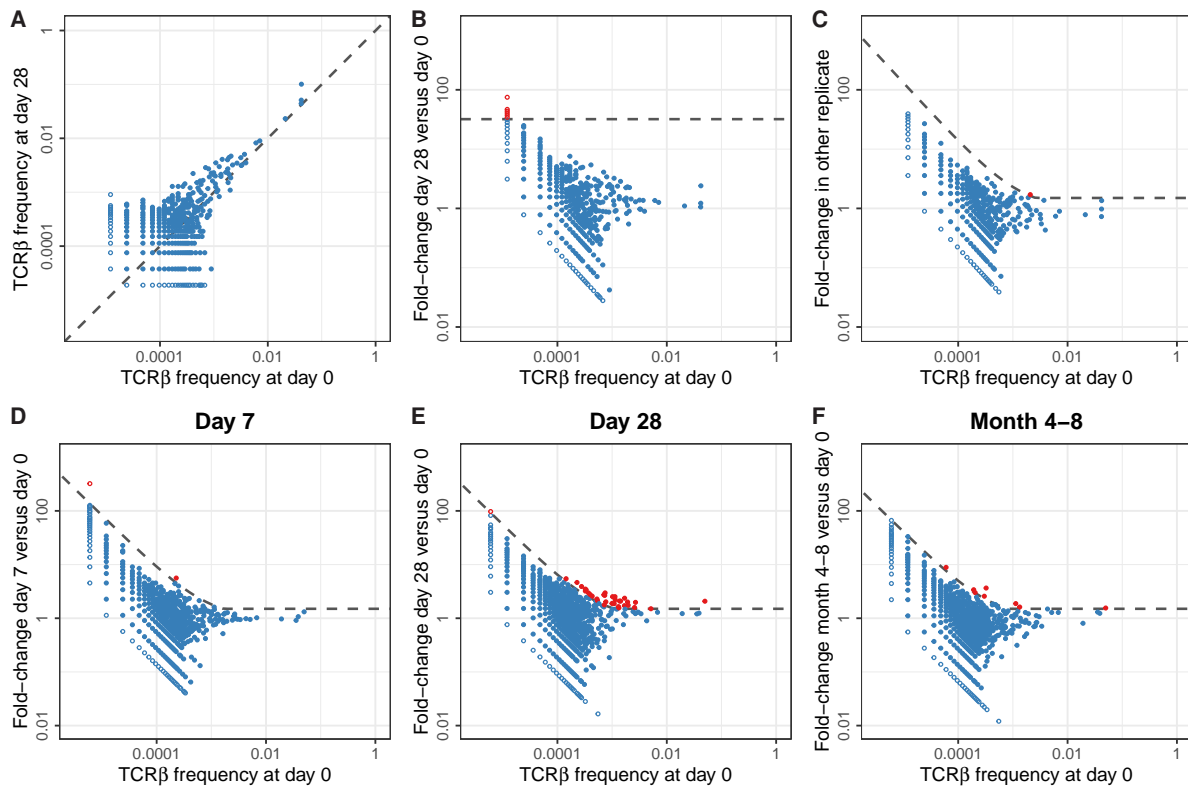 A
TCRβ frequency at day 28
1
0.01
0.0001
0.0001
0.01
1
TCRβ frequency at day 0
B
Fold−change day 28 versus day 0
100
1
0.01
0.0001
0.01
1
TCRβ frequency at day 0
C
Fold−change in other replicate
100
1
0.01
0.0001
0.01
1
TCRβ frequency at day 0
D
Day 7
Fold−change day 7 versus day 0
100
1
0.01
0.0001
0.01
1
TCRβ frequency at day 0
E
Day 28
Fold−change day 28 versus day 0
100
1
0.01
0.0001
0.01
1
TCRβ frequency at day 0
F
Month 4−8
Fold−change month 4−8 versus day 0
100
1
0.01
0.0001
0.01
1
TCRβ frequency at day 0